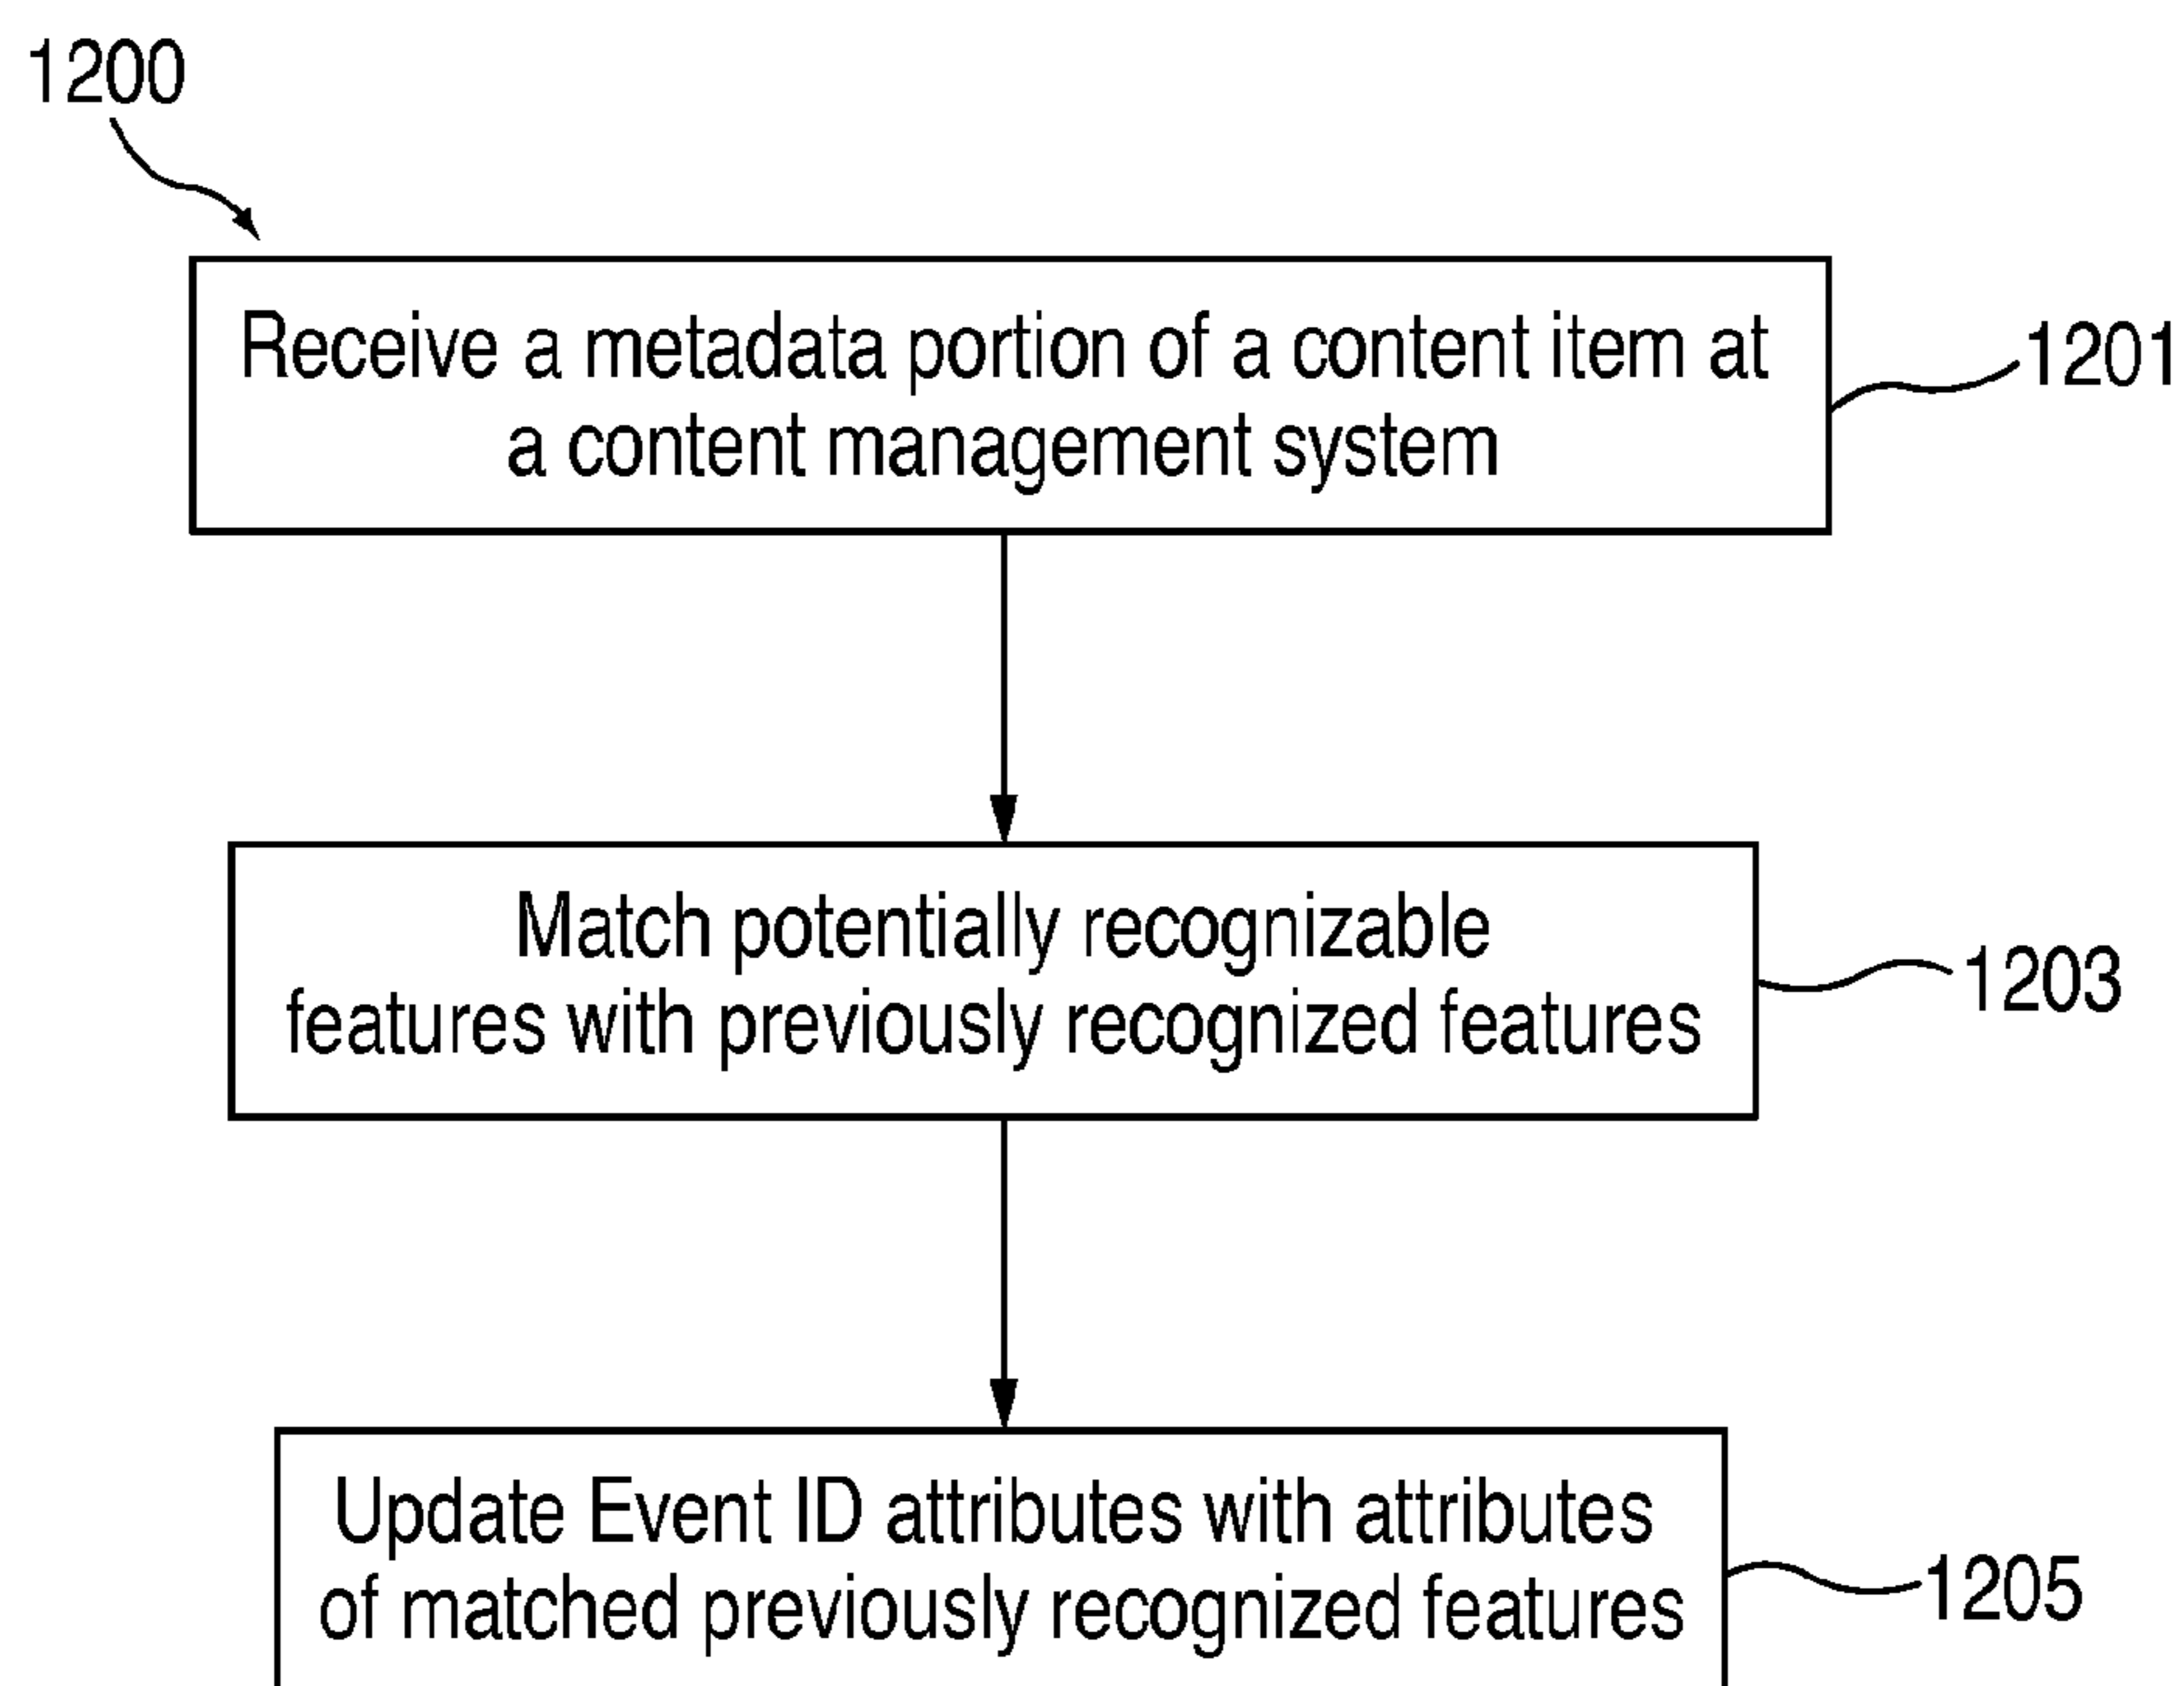 1200
Receive a metadata portion of a content item at
a content management system
1201
Match potentially recognizable
features with previously recognized features
1203
Update Event ID attributes with attributes
of matched previously recognized features
1205